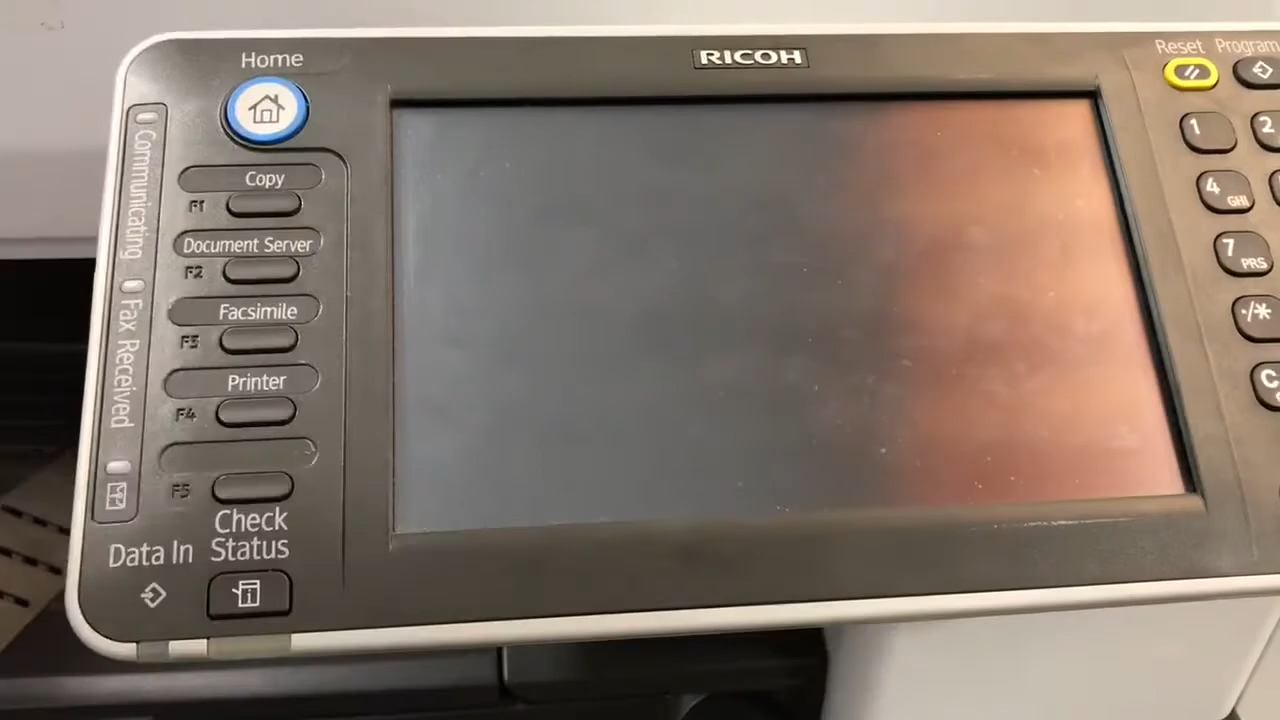 Home
RICOH
Reset Program
Communicating
Fax Received
Copy
F1
Document Server
F2
Facsimile
F3
Printer
F4
F5
Check
Status
Data In
1
2
4 GHI
7 PRS
·/*
C